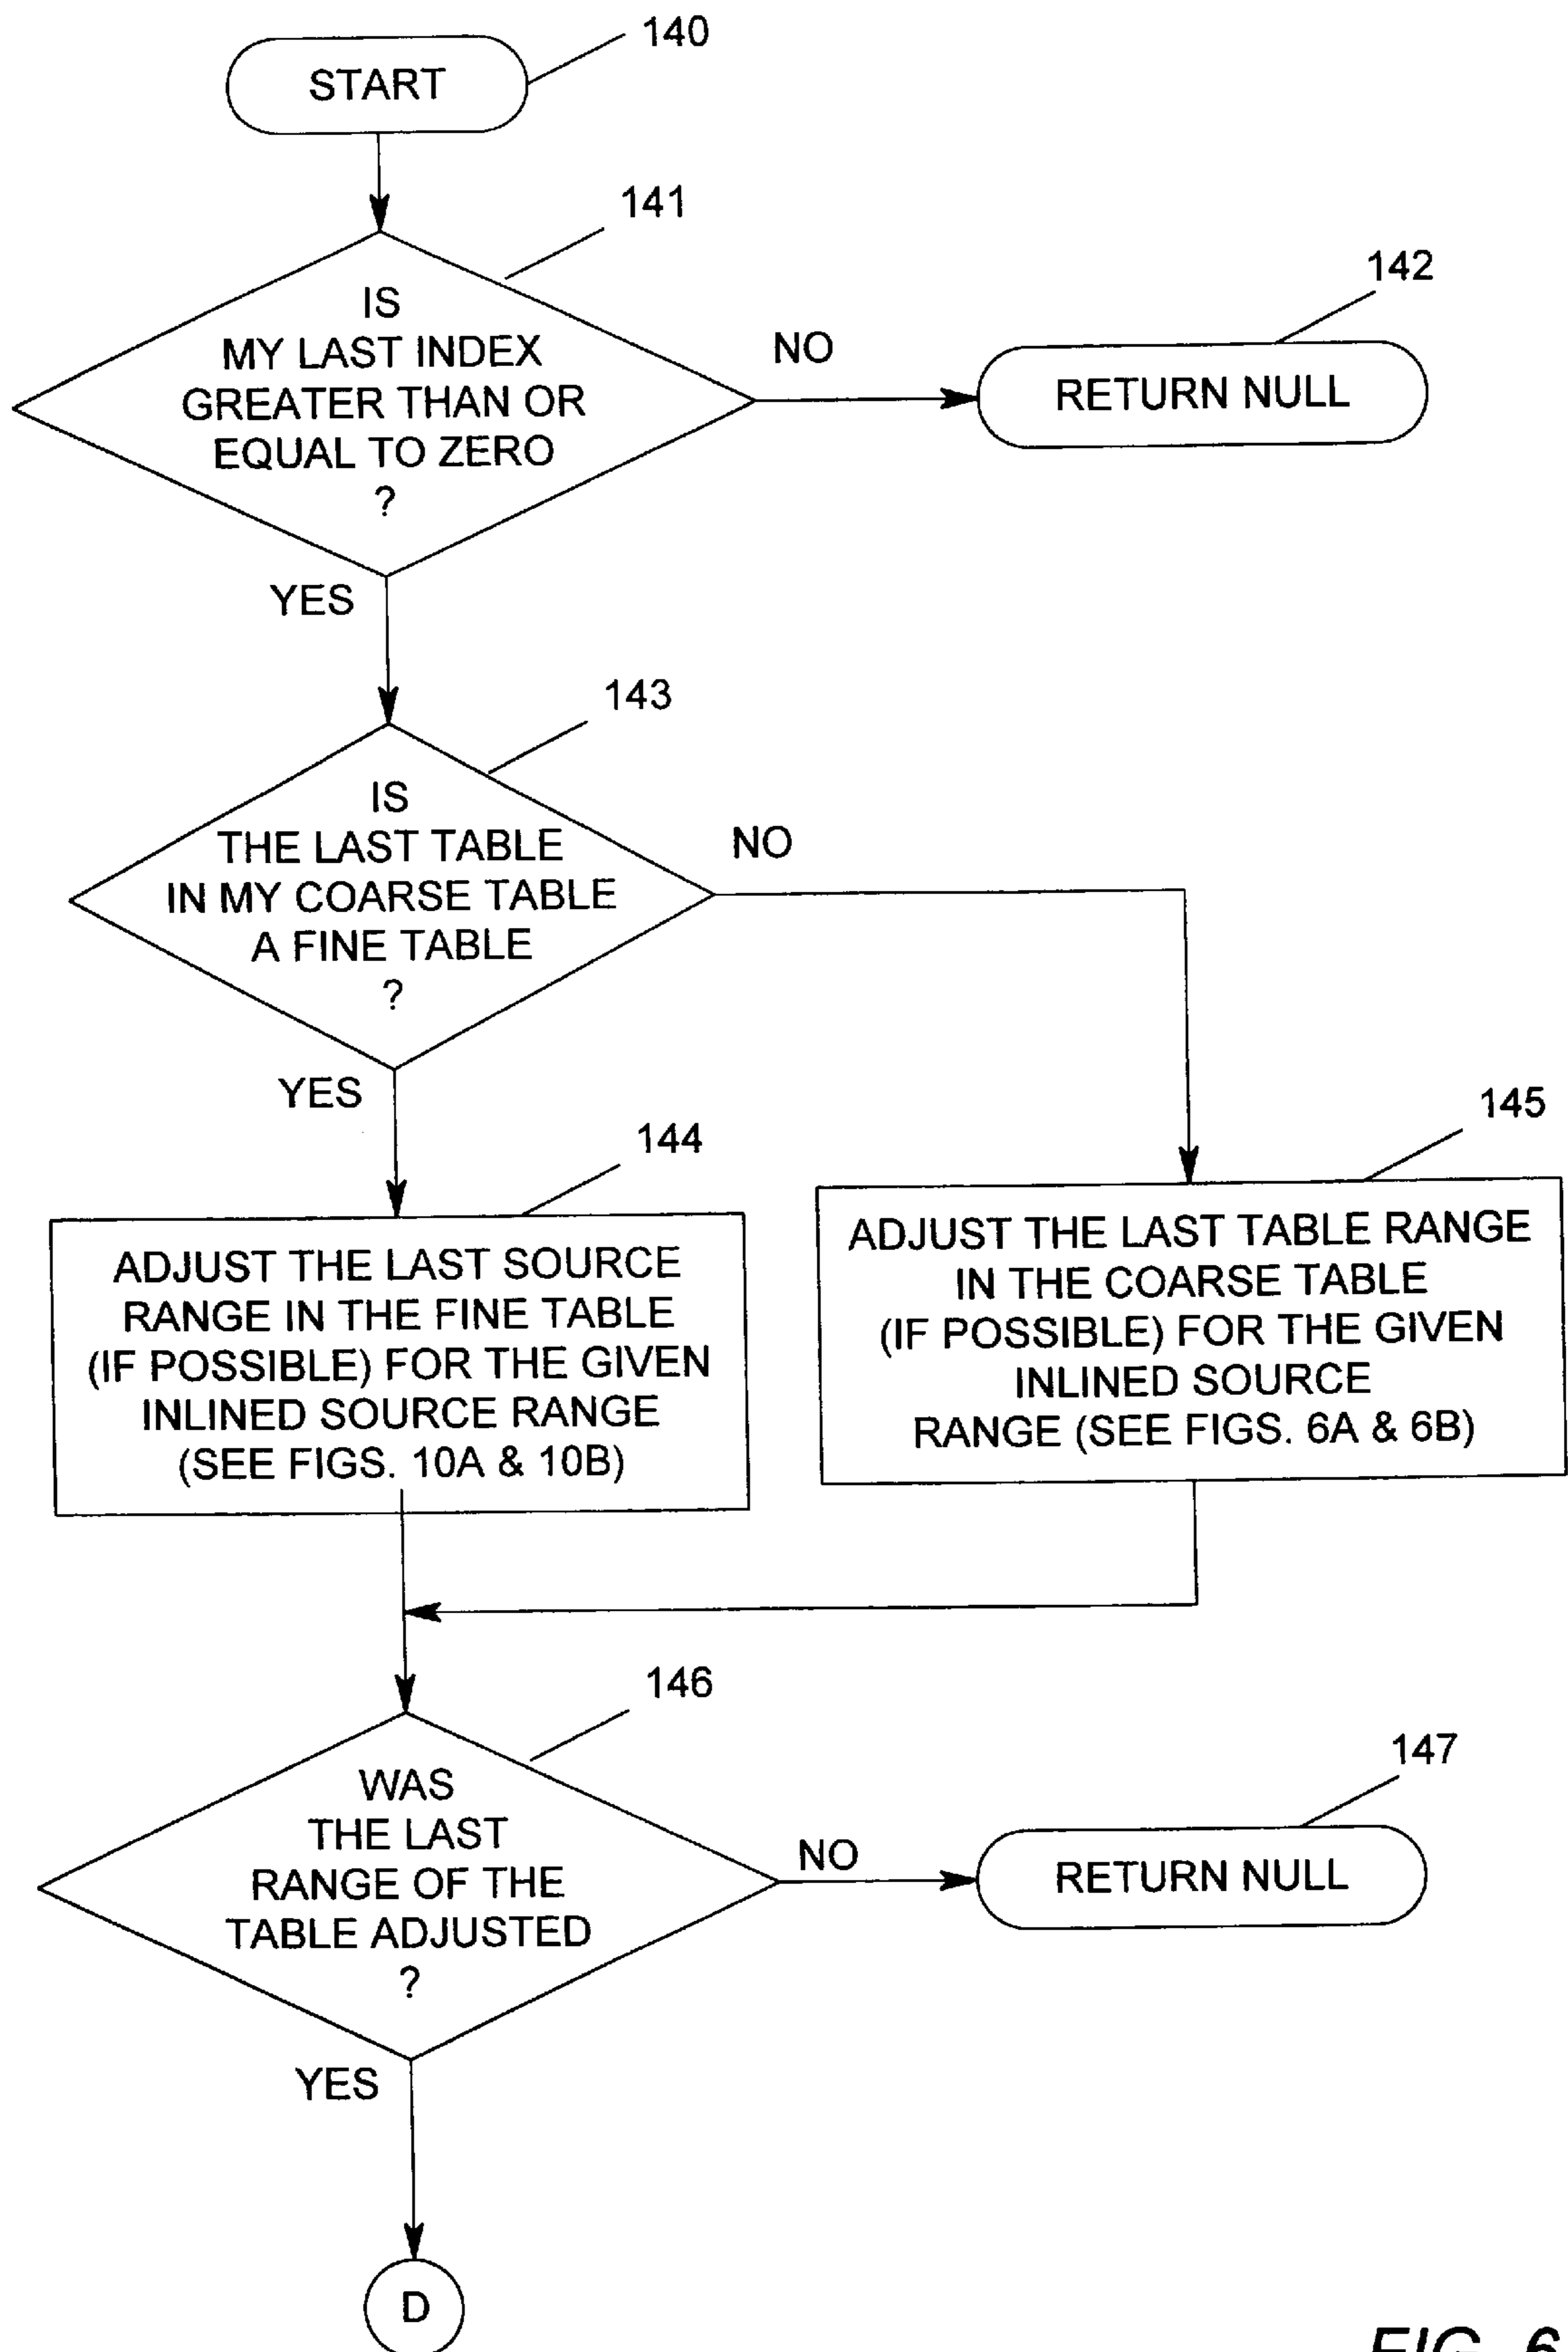 140
START
141
IS
MY LAST INDEX
GREATER THAN OR
EQUAL TO ZERO
?
NO
142
RETURN NULL
YES
143
IS
THE LAST TABLE
IN MY COARSE TABLE
A FINE TABLE
?
NO
YES
144
ADJUST THE LAST SOURCE
RANGE IN THE FINE TABLE
(IF POSSIBLE) FOR THE GIVEN
INLINED SOURCE RANGE
(SEE FIGS. 10A & 10B)
145
ADJUST THE LAST TABLE RANGE
IN THE COARSE TABLE
(IF POSSIBLE) FOR THE GIVEN
INLINED SOURCE
RANGE (SEE FIGS. 6A & 6B)
146
WAS
THE LAST
RANGE OF THE
TABLE ADJUSTED
?
NO
147
RETURN NULL
YES
D
FIG. 6